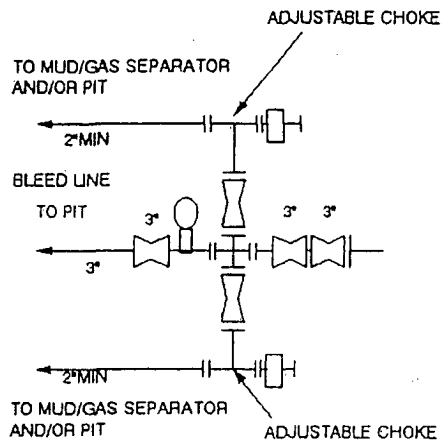 ADJUSTABLE CHOKE
TO MUD/GAS SEPARATOR
AND/OR PIT
2" MIN
BLEED LINE
TO PIT
3"
3" 3"
3"
2" MIN
TO MUD/GAS SEPARATOR
AND/OR PIT
ADJUSTABLE CHOKE